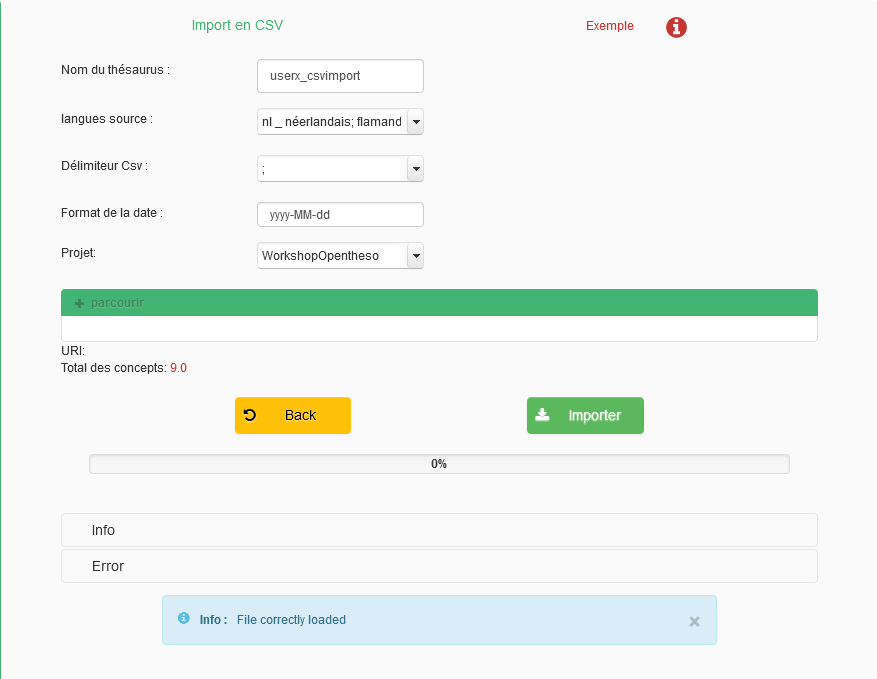 Import en CSV
Exemple
Nom du thésaurus :
userx_csvimport
langues source :
nl _ néerlandais; flamand
Délimiteur Csv :
;
Format de la date :
yyyy-MM-dd
Projet:
WorkshopOpentheso
parcourir
URI:
Total des concepts: 9.0
Back
Importer
0%
Info
Error
Info : File correctly loaded